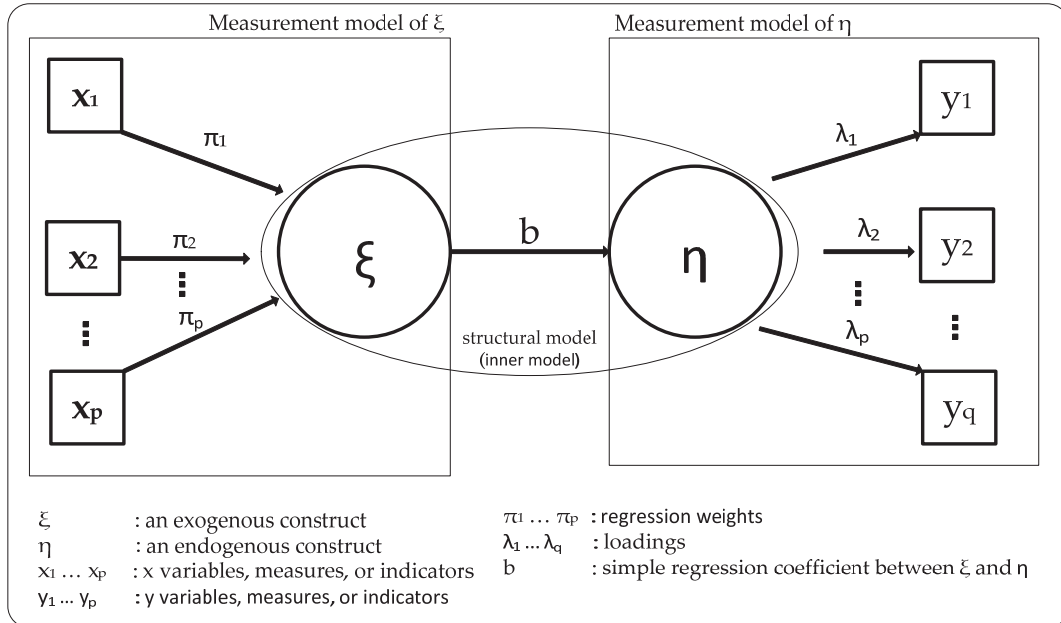 Measurement model of ξ
Measurement model of η
x1
π1
x2
π2
πp
xp
ξ
b
η
structural model
(inner model)
λ1
y1
λ2
y2
λp
yq
ξ : an exogenous construct
η : an endogenous construct
x1 ... xp : x variables, measures, or indicators
y1 ... yp : y variables, measures, or indicators
π1 ... πp : regression weights
λ1 ... λq : loadings
b : simple regression coefficient between ξ and η